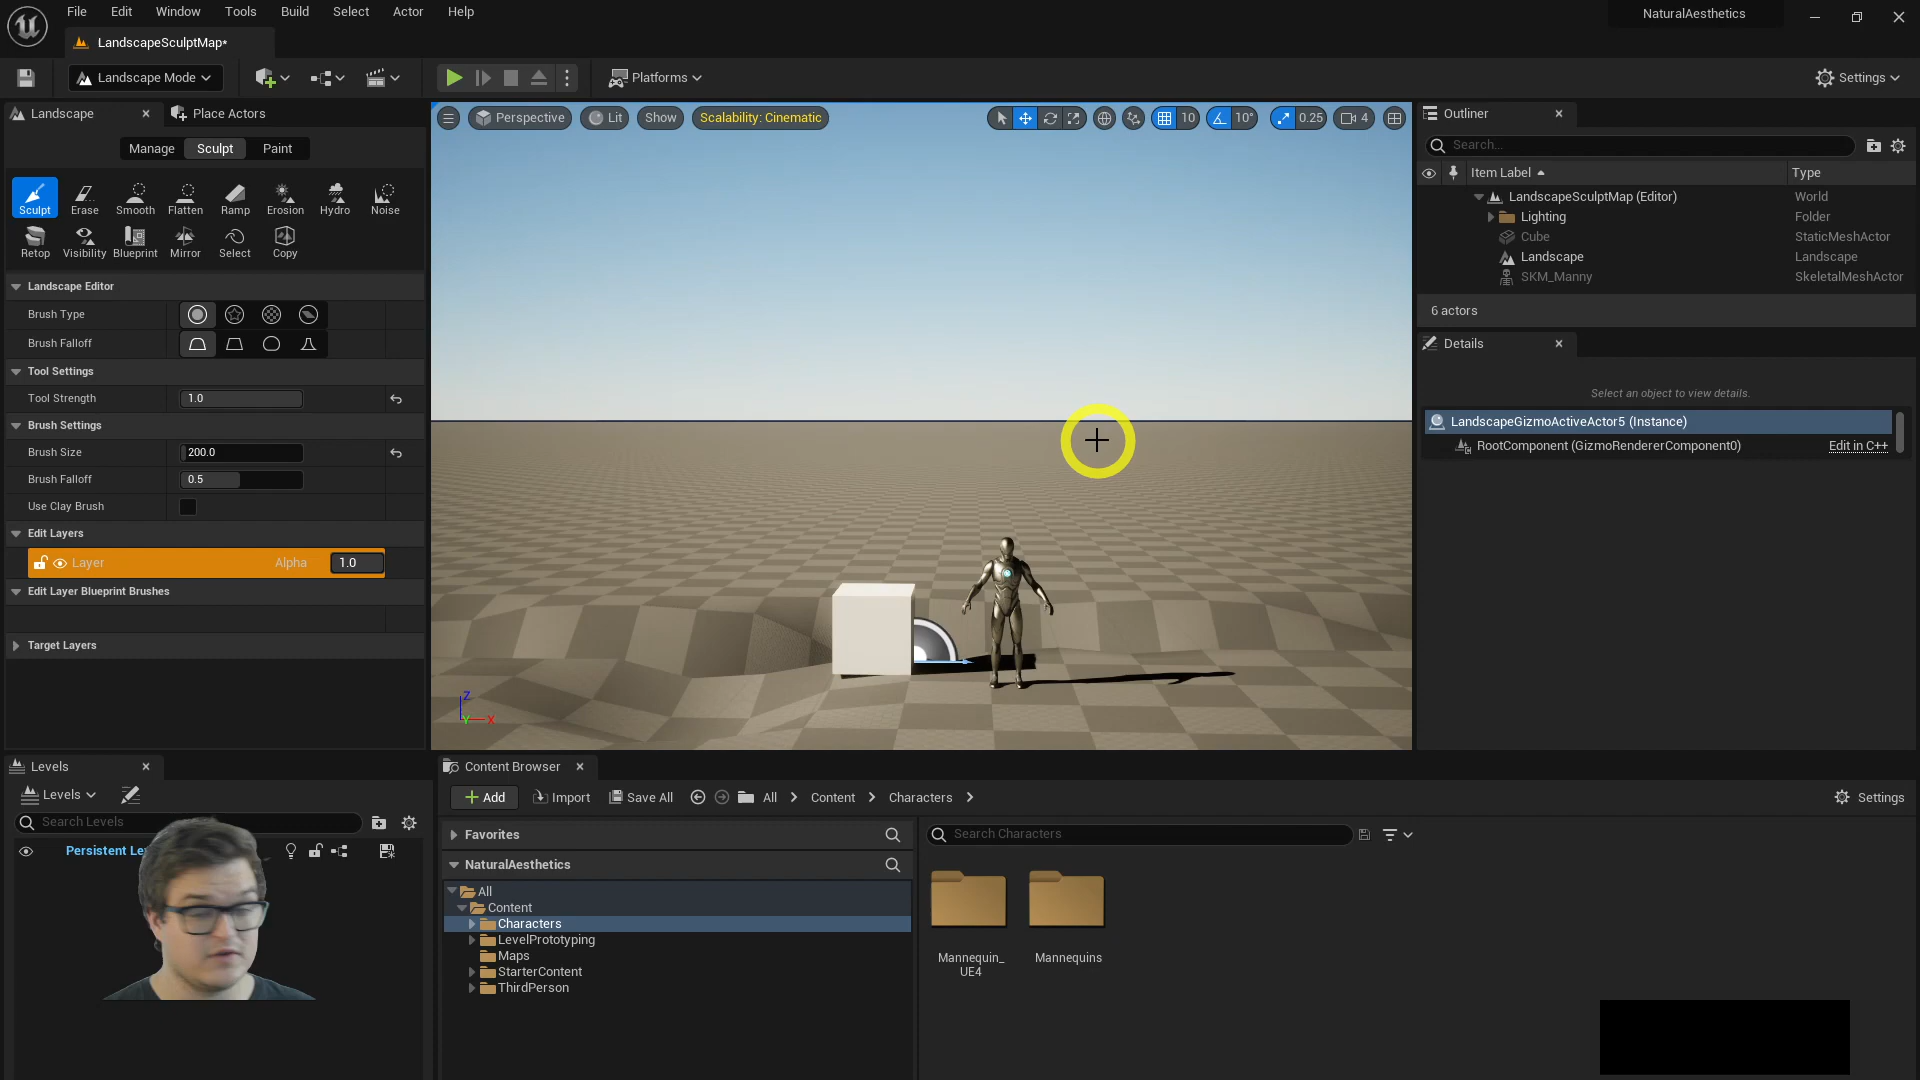 File Edit Window Tools Build Select Actor Help
NaturalAesthetics
LandscapeSculptMap*
Landscape Mode
Platforms
Settings
Landscape
Place Actors
Manage Sculpt Paint
Sculpt Erase Smooth Flatten Ramp Erosion Hydro Noise
Retop Visibility Blueprint Mirror Select Copy
Landscape Editor
Brush Type
Brush Falloff
Tool Settings
Tool Strength 1.0
Brush Settings
Brush Size 200.0
Brush Falloff 0.5
Use Clay Brush
Edit Layers
Layer Alpha 1.0
Edit Layer Blueprint Brushes
Target Layers
Perspective Lit Show Scalability: Cinematic
10 10° 0.25 4
Z
Y X
Outliner
Search...
Item Label Type
LandscapeSculptMap (Editor) World
Lighting Folder
Cube StaticMeshActor
Landscape Landscape
SKM_Manny SkeletalMeshActor
6 actors
Details
Select an object to view details.
LandscapeGizmoActiveActor5 (Instance)
RootComponent (GizmoRendererComponent0) Edit in C++
Levels
Levels
Search Levels
Persistent Le
Content Browser
Add Import Save All All Content Characters
Settings
Favorites
NaturalAesthetics
All
Content
Characters
LevelPrototyping
Maps
StarterContent
ThirdPerson
Search Characters
Mannequin_
UE4
Mannequins